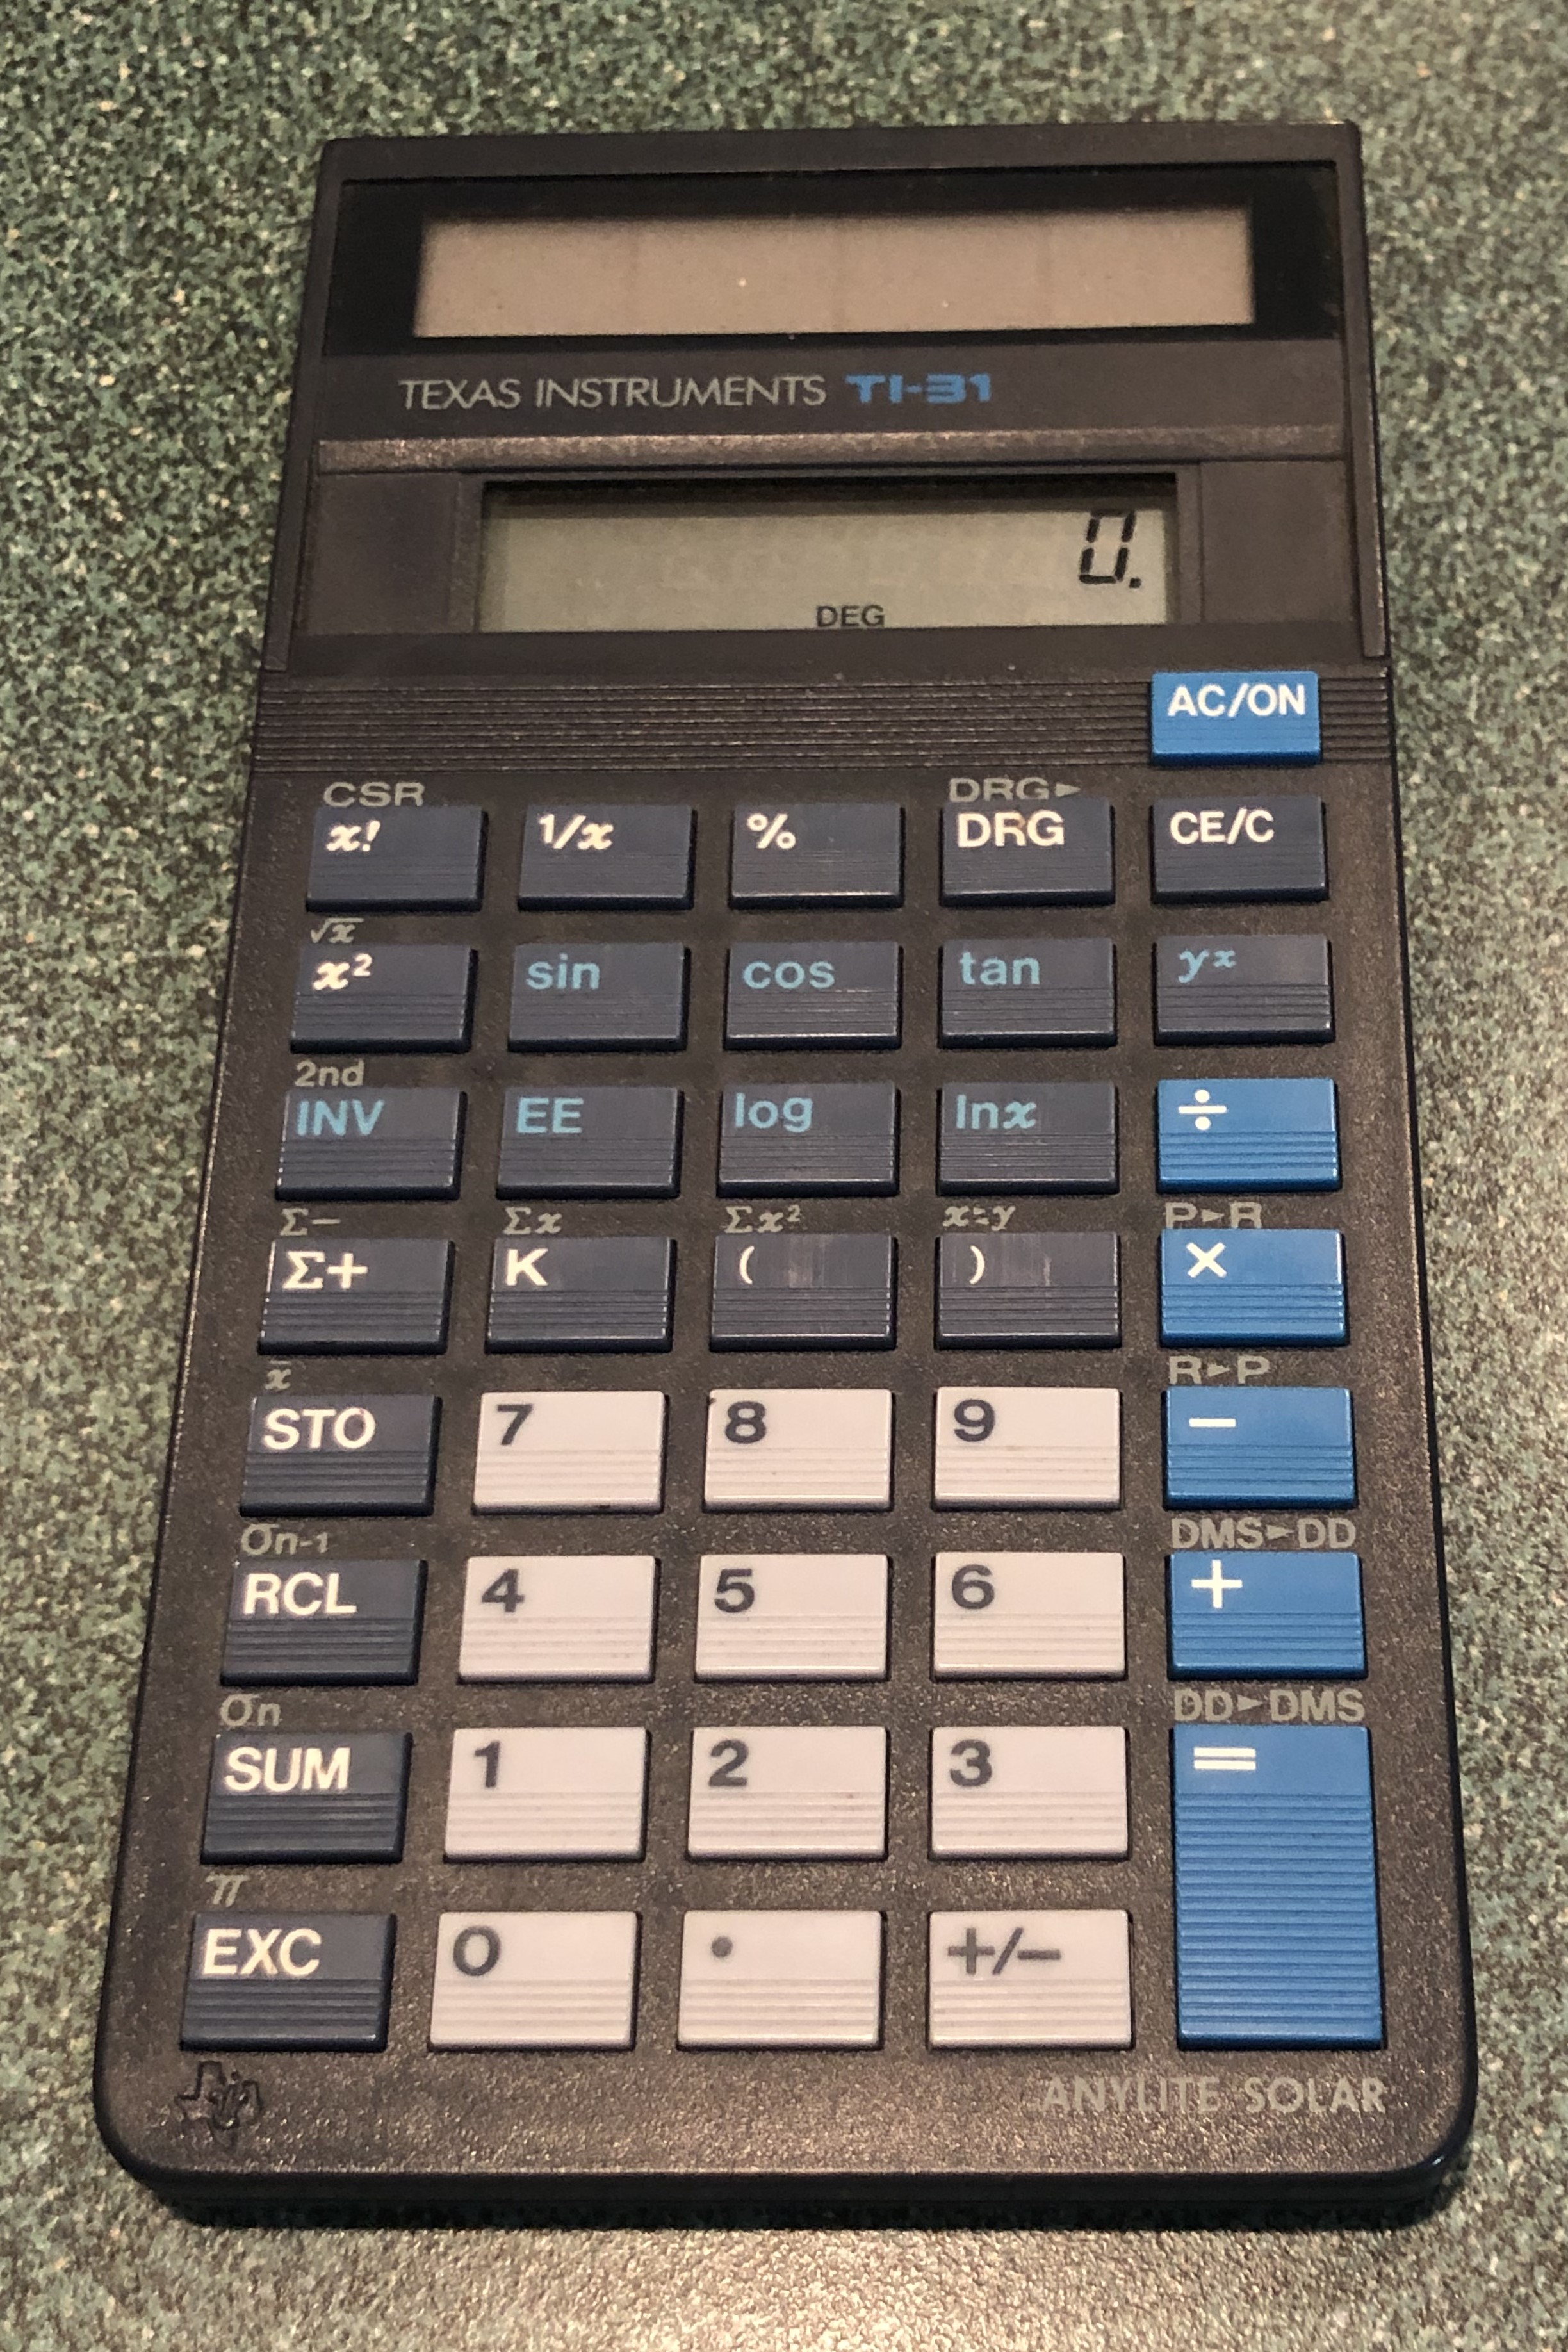 TEXAS INSTRUMENTS TI-31
0.
DEG
AC/ON
CSR DRG►
x! 1/x % DRG CE/C
√x
x² sin cos tan yˣ
2nd
INV EE log lnx ÷
Σ− Σx Σx² x⇄y P►R
Σ+ K ( ) ×
x̄ R►P
STO 7 8 9 −
σn-1 DMS►DD
RCL 4 5 6 +
σn DD►DMS
SUM 1 2 3 =
π
EXC 0 . +/−
ANYLITE SOLAR